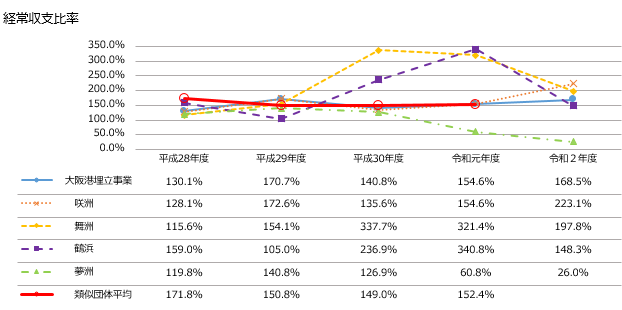 経常収支比率
350.0%
300.0%
250.0%
200.0%
150.0%
100.0%
50.0%
0.0%
平成28年度 平成29年度 平成30年度 令和元年度 令和２年度
大阪港埋立事業 130.1% 170.7% 140.8% 154.6% 168.5%
咲洲 128.1% 172.6% 135.6% 154.6% 223.1%
舞洲 115.6% 154.1% 337.7% 321.4% 197.8%
鶴浜 159.0% 105.0% 236.9% 340.8% 148.3%
夢洲 119.8% 140.8% 126.9% 60.8% 26.0%
類似団体平均 171.8% 150.8% 149.0% 152.4%